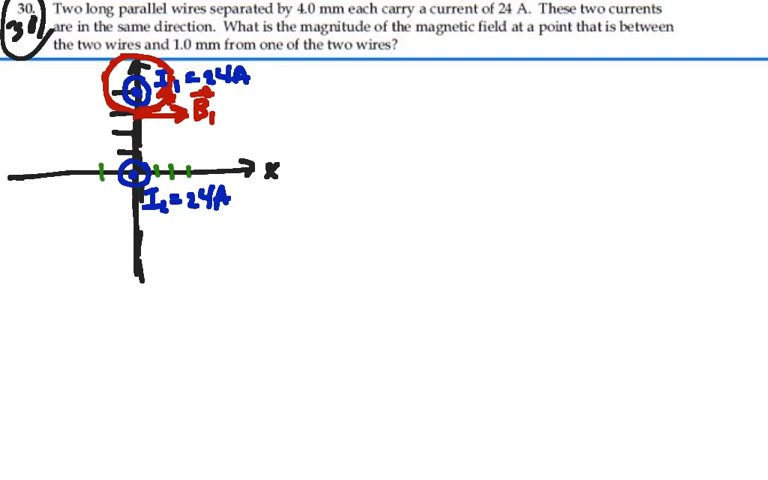 30. Two long parallel wires separated by 4.0 mm each carry a current of 24 A. These two currents
31 are in the same direction. What is the magnitude of the magnetic field at a point that is between
the two wires and 1.0 mm from one of the two wires?
I₁ = 24A
B⃗₁
x
I₂ = 24A